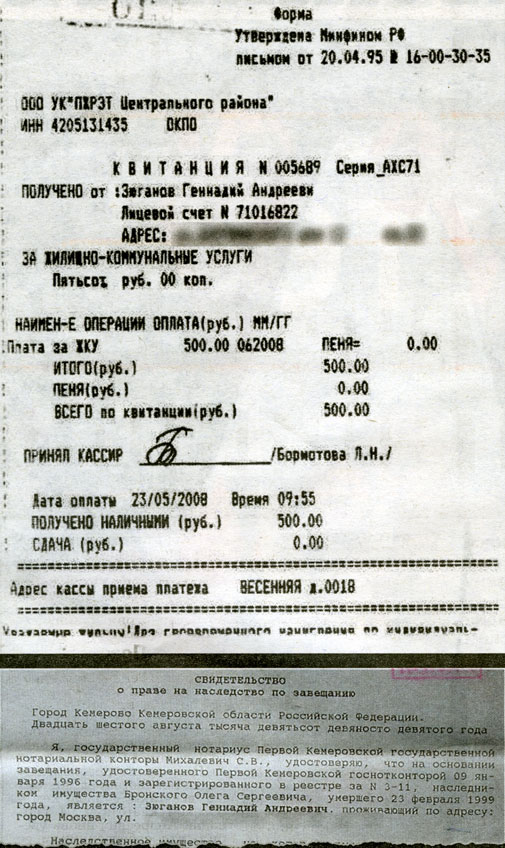 Форма
Утверждена Минфином РФ
письмом от 20.04.95 № 16-00-30-35
ООО УК"ПЖРЭТ Центрального района"
ИНН 4205131435 ОКПО
КВИТАНЦИЯ N 005689 Серия_АХС71
ПОЛУЧЕНО от :Зюганов Геннадий Андрееви
Лицевой счет N 71016822
АДРЕС:
ЗА ЖИЛИЩНО-КОММУНАЛЬНЫЕ УСЛУГИ
Пятьсот руб. 00 коп.
НАИМЕН-Е ОПЕРАЦИИ ОПЛАТА(руб.) ММ/ГГ
Плата за ЖКУ 500.00 062008 ПЕНЯ= 0.00
ИТОГО(руб.) 500.00
ПЕНЯ(руб.) 0.00
ВСЕГО по квитанции(руб.) 500.00
ПРИНЯЛ КАССИР /Бормотова Л.Н./
Дата оплаты 23/05/2008 Время 09:55
ПОЛУЧЕНО НАЛИЧНЫМИ (руб.) 500.00
СДАЧА (руб.) 0.00
Адрес кассы приема платежа ВЕСЕННЯЯ д.0018
СВИДЕТЕЛЬСТВО
о праве на наследство по завещанию
Город Кемерово Кемеровской области Российской Федерации.
Двадцать шестого августа тысяча девятьсот девяносто девятого года
Я, государственный нотариус Первой Кемеровской государственной
нотариальной конторы Михалевич С.В., удостоверяю, что на основании
завещания, удостоверенного Первой Кемеровской госнотконторой 09 ян-
варя 1996 года и зарегистрированного в реестре за N 3-11, наследни-
ком имущества Бронского Олега Сергеевича, умершего 23 февраля 1999
года, является : Зюганов Геннадий Андреевич, проживающий по адресу:
город Москва, ул.
Наследственное имущество